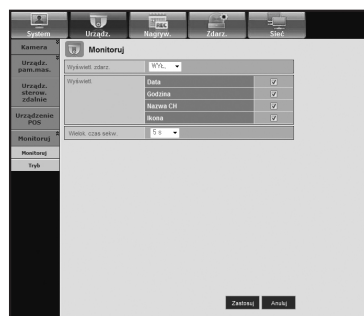 System Urządz. Nagryw. Zdarz. Sieć
REC
Kamera
Urządz. pam.mas.
Urządz. sterow. zdalnie
Urządzenie POS
Monitoruj
Monitoruj
Tryb
Monitoruj
Wyświetl. zdarz. WYŁ.
Wyświetl. Data
Godzina
Nazwa CH
Ikona
Wielok. czas sekw. 5 s
Zastosuj Anuluj